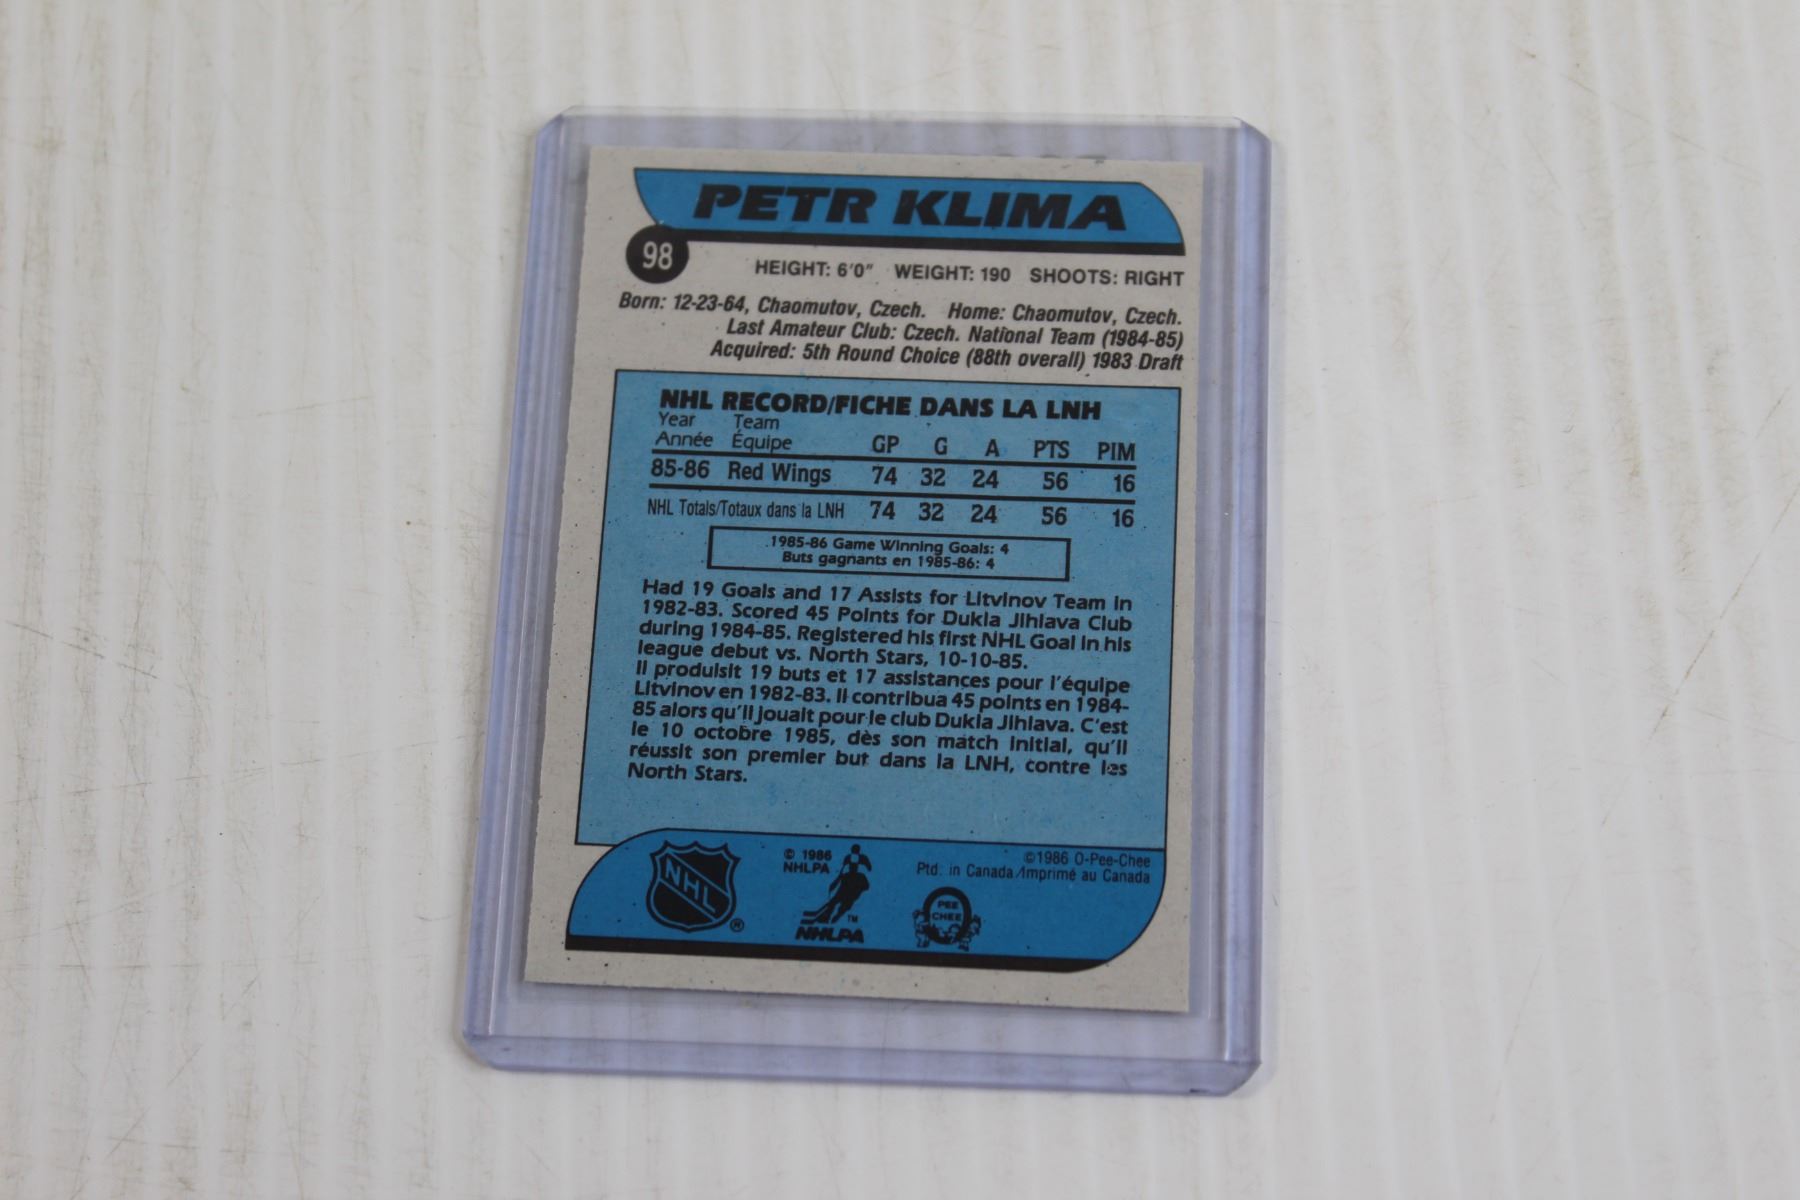 PETR KLIMA
98
HEIGHT: 6'0" WEIGHT: 190 SHOOTS: RIGHT
Born: 12-23-64, Chaomutov, Czech. Home: Chaomutov, Czech.
Last Amateur Club: Czech. National Team (1984-85)
Acquired: 5th Round Choice (88th overall) 1983 Draft
NHL RECORD/FICHE DANS LA LNH
Year Team
Année Équipe GP G A PTS PIM
85-86 Red Wings 74 32 24 56 16
NHL Totals/Totaux dans la LNH 74 32 24 56 16
1985-86 Game Winning Goals: 4
Buts gagnants en 1985-86: 4
Had 19 Goals and 17 Assists for Litvinov Team in
1982-83. Scored 45 Points for Dukla Jihlava Club
during 1984-85. Registered his first NHL Goal in his
league debut vs. North Stars, 10-10-85.
Il produisit 19 buts et 17 assistances pour l'équipe
Litvinov en 1982-83. Il contribua 45 points en 1984-
85 alors qu'il jouait pour le club Dukla Jihlava. C'est
le 10 octobre 1985, dès son match initial, qu'il
réussit son premier but dans la LNH, contre les
North Stars.
NHL ®
© 1986
NHLPA
TM
NHLPA
©1986 O-Pee-Chee
Ptd. in Canada/Imprimé au Canada
O
PEE
CHEE